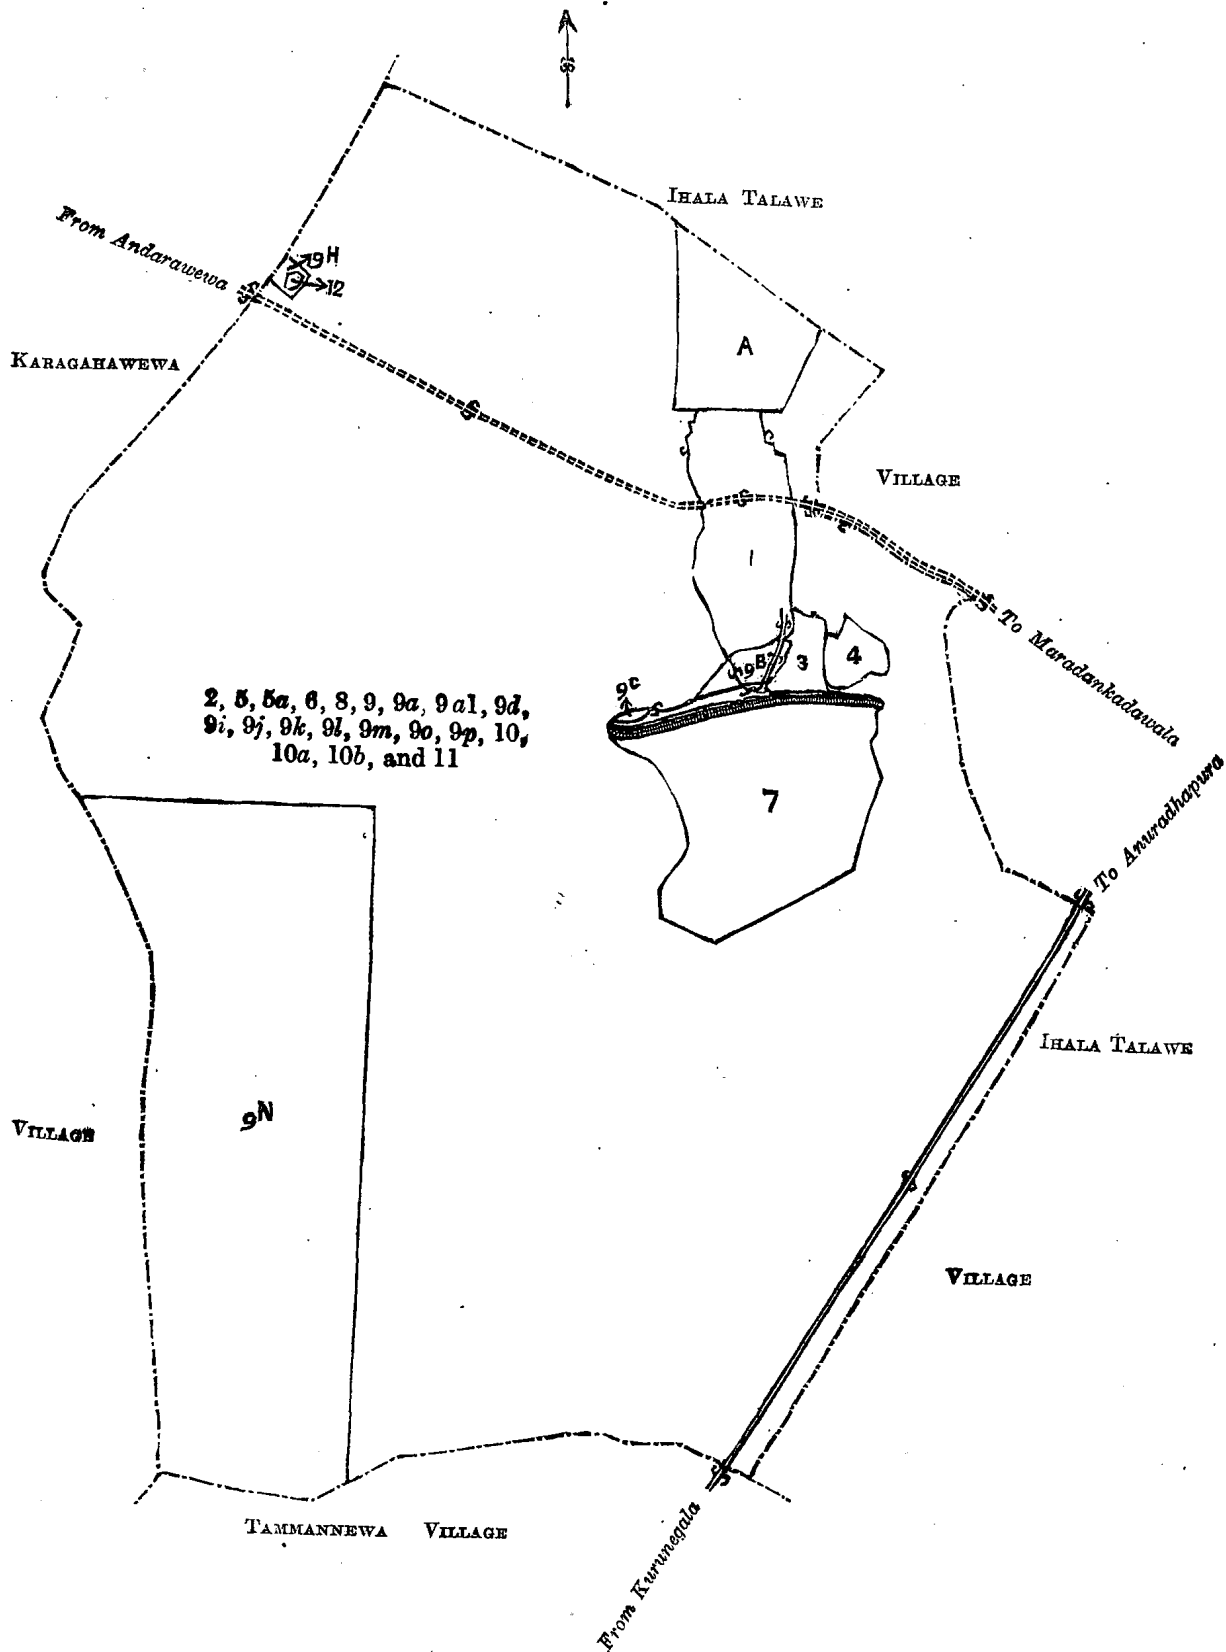 IHALA TALAWE
From Andarawewa
9H
12
KARAGAHAWEWA
A
VILLAGE
1
To Maradankadawala
9B
3
4
9C
2, 5, 5a, 6, 8, 9, 9a, 9a1, 9d,
9i, 9j, 9k, 9l, 9m, 9o, 9p, 10,
10a, 10b, and 11
7
To Anuradhapura
IHALA TALAWE
9N
VILLAGE
VILLAGE
TAMMANNEWA VILLAGE
From Kurunegala